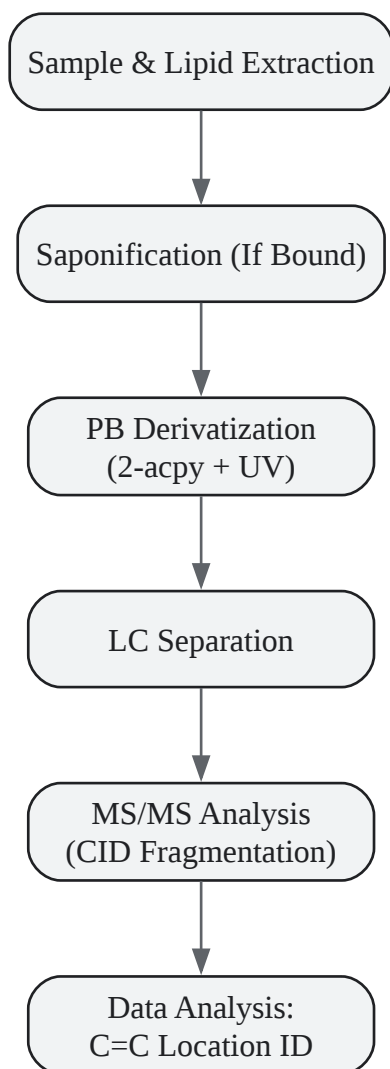 Sample & Lipid Extraction
Saponification (If Bound)
PB Derivatization
(2-acpy + UV)
LC Separation
MS/MS Analysis
(CID Fragmentation)
Data Analysis:
C=C Location ID